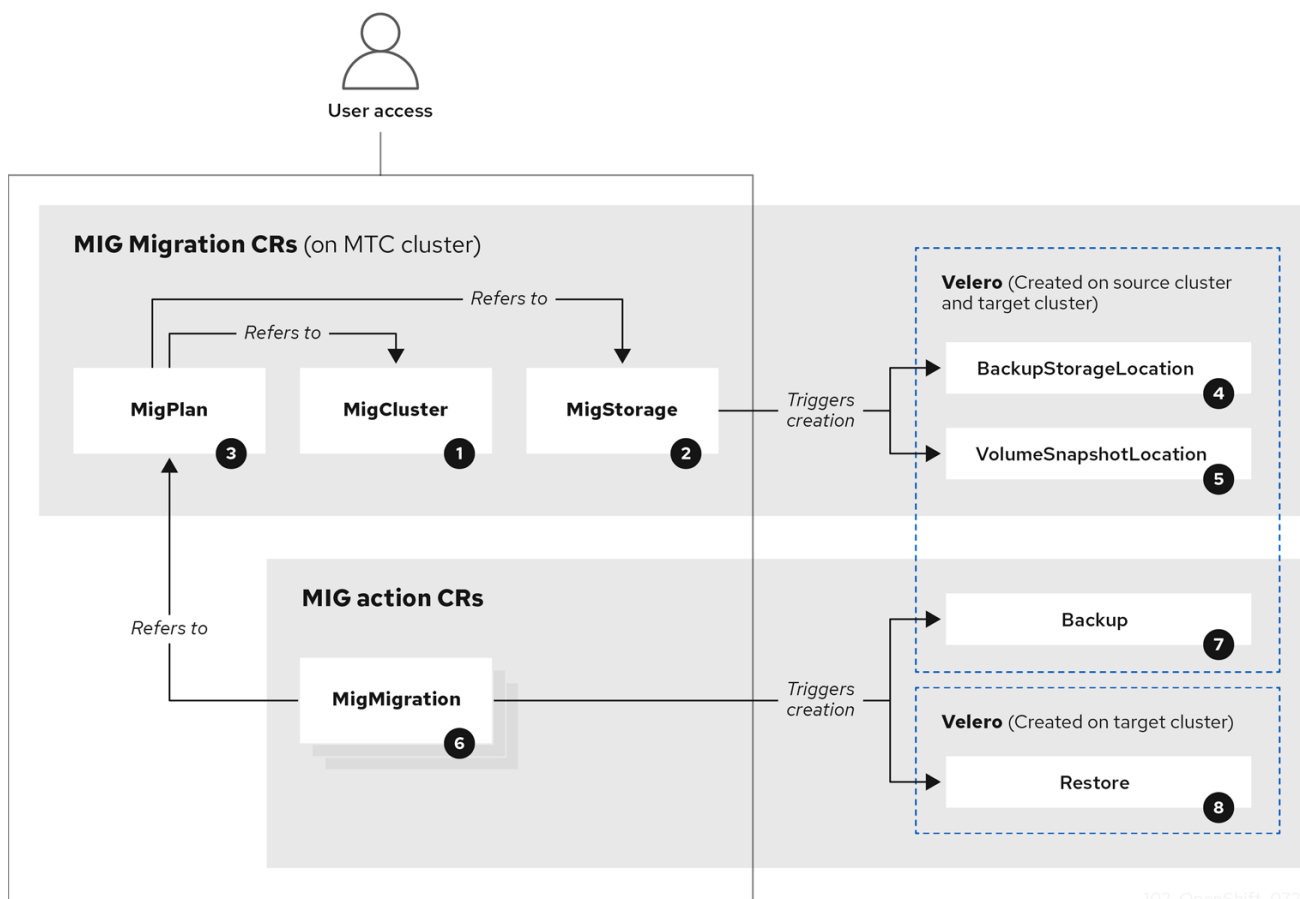 User access
MIG Migration CRs (on MTC cluster)
Refers to
Refers to
MigPlan
3
MigCluster
1
MigStorage
2
Triggers
creation
Velero (Created on source cluster
and target cluster)
BackupStorageLocation
4
VolumeSnapshotLocation
5
Refers to
MIG action CRs
MigMigration
6
Triggers
creation
Backup
7
Velero (Created on target cluster)
Restore
8